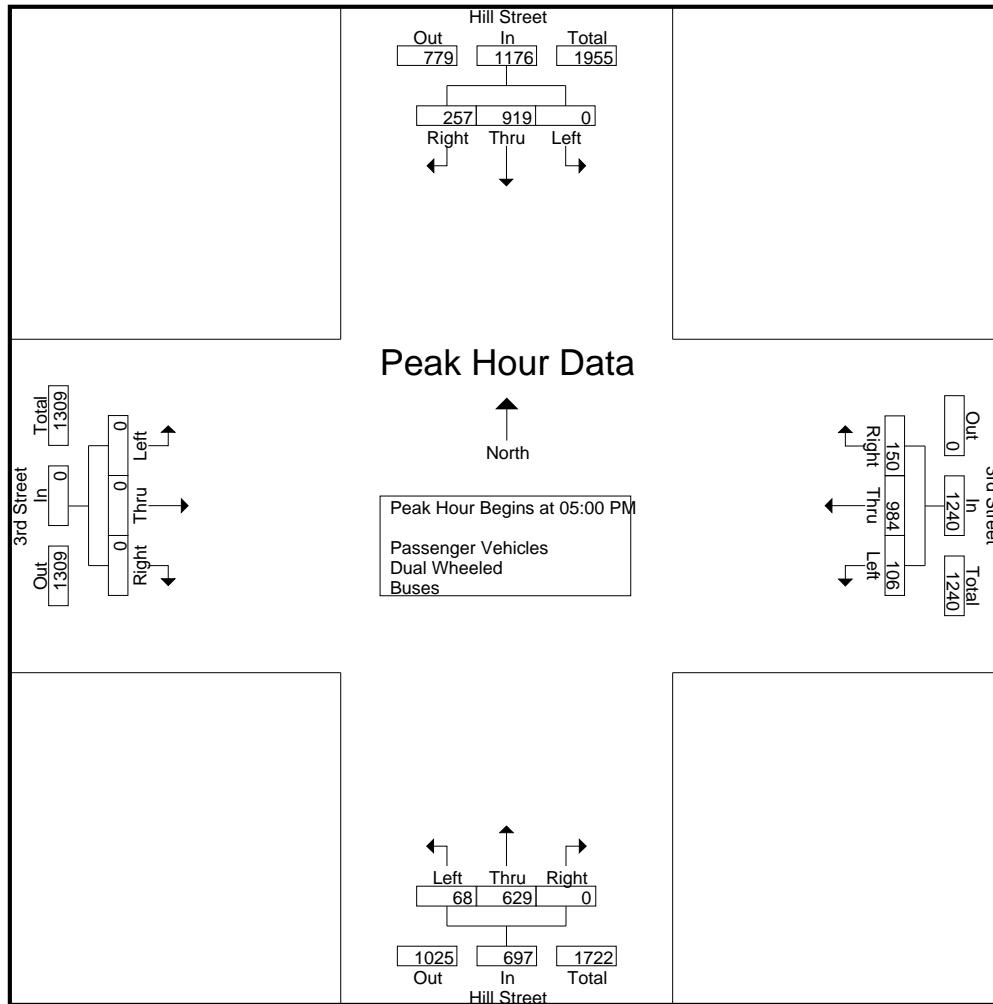 Hill Street
Out In Total
779 1176 1955
257 919 0
Right Thru Left
Peak Hour Data
North
Peak Hour Begins at 05:00 PM
Passenger Vehicles
Dual Wheeled
Buses
3rd Street
Total In Out
1309 0 1309
0 0 0
Left Thru Right
Right Thru Left
150 984 106
Out In Total
0 1240 1240
3rd Street
Left Thru Right
68 629 0
1025 697 1722
Out In Total
Hill Street